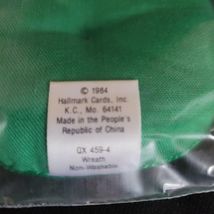 © 1984
Hallmark Cards, Inc.
K.C., Mo. 64141
Made in the People's
Republic of China
QX 459-4
Wreath
Non-Washable